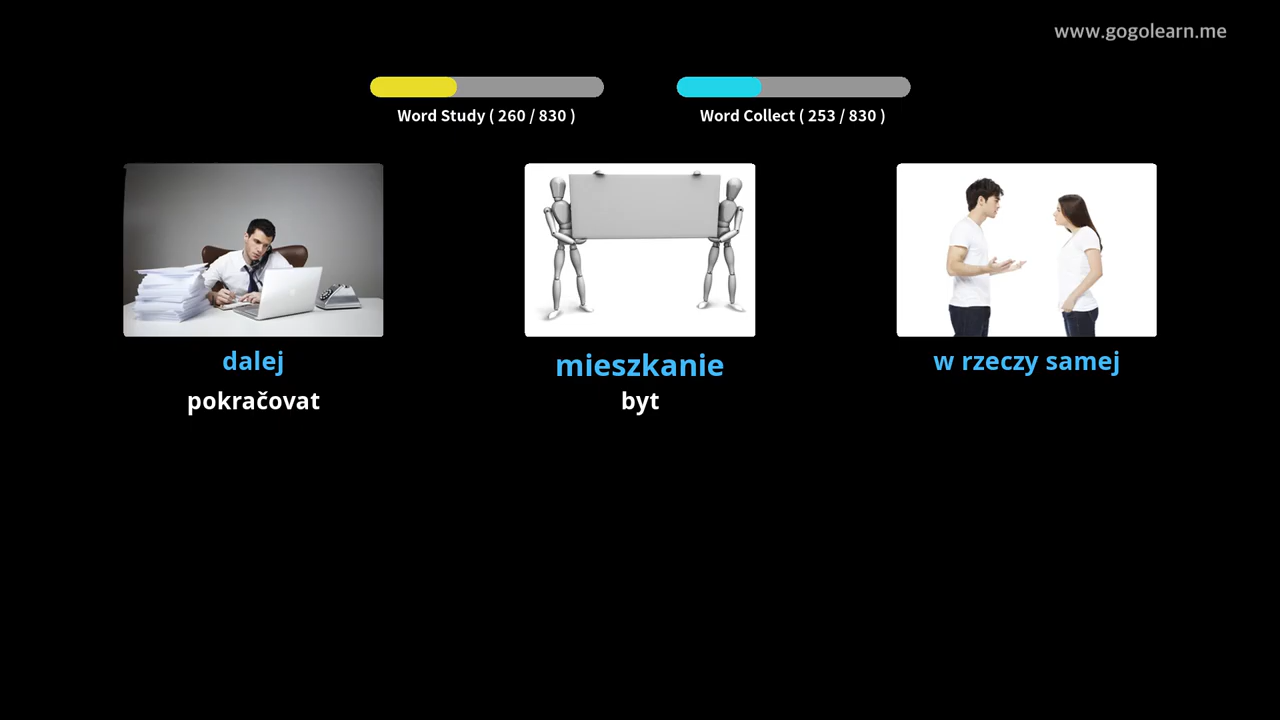 www.gogolearn.me
Word Study ( 260 / 830 )
Word Collect ( 253 / 830 )
dalej
mieszkanie
w rzeczy samej
pokračovat
byt